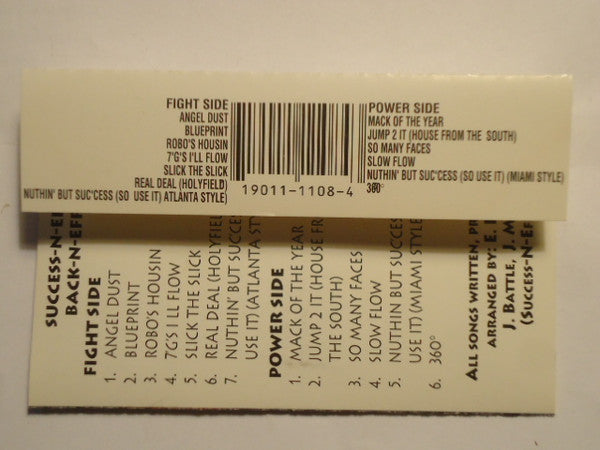 FIGHT SIDE
ANGEL DUST
BLUEPRINT
ROBO'S HOUSIN
7'G'S I'LL FLOW
SLICK THE SLICK
REAL DEAL (HOLYFIELD)
NUTHIN' BUT SUC'CESS (SO USE IT) ATLANTA STYLE)
19011-1108-4
POWER SIDE
MACK OF THE YEAR
JUMP 2 IT (HOUSE FROM THE SOUTH)
SO MANY FACES
SLOW FLOW
NUTHIN' BUT SUC'CESS (SO USE IT) (MIAMI STYLE)
360°
SUCCESS-N-EF
BACK-N-EFF
FIGHT SIDE
1. ANGEL DUST
2. BLUEPRINT
3. ROBO'S HOUSIN
4. 7'G'S I LL FLOW
5. SLICK THE SLICK
6. REAL DEAL (HOLYFIEL
7. NUTHIN' BUT SUCCE
USE IT) (ATLANTA ST
POWER SIDE
1. MACK OF THE YEAR
2. JUMP 2 IT (HOUSE FR
THE SOUTH)
3. SO MANY FACES
4. SLOW FLOW
5. NUTHIN BUT SUCCES
USE IT) (MIAMI STYLE
6. 360°
ALL SONGS WRITTEN, PR
ARRANGED BY: E.
J. BATTLE, J. M
(SUCCESS-N-EF